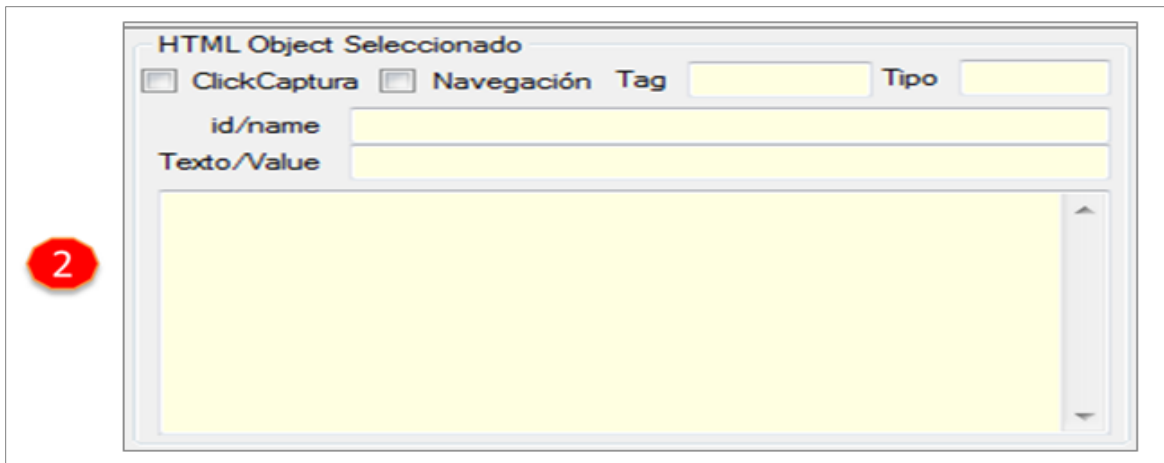 HTML Object Seleccionado
ClickCaptura Navegación Tag Tipo
id/name
Texto/Value
2